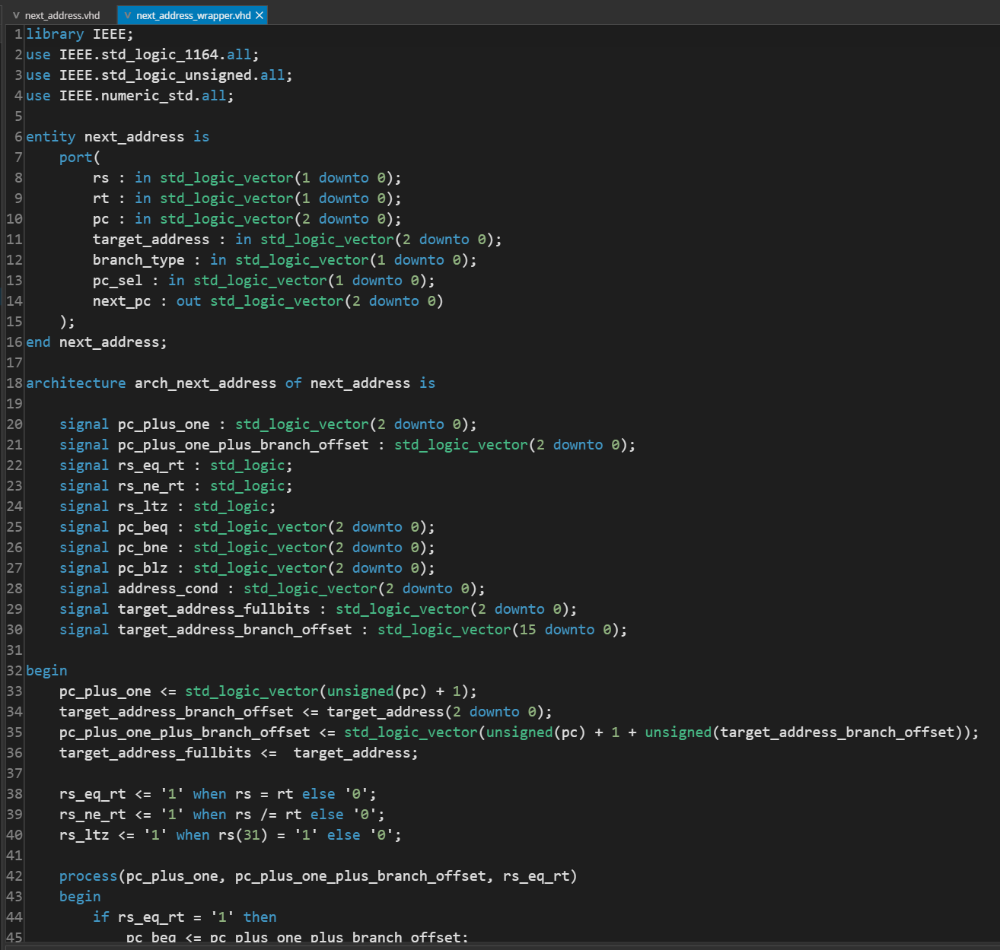 v next_address.vhd v next_address_wrapper.vhd ✕
1 library IEEE;
2 use IEEE.std_logic_1164.all;
3 use IEEE.std_logic_unsigned.all;
4 use IEEE.numeric_std.all;
5
6 entity next_address is
7     port(
8         rs : in std_logic_vector(1 downto 0);
9         rt : in std_logic_vector(1 downto 0);
10         pc : in std_logic_vector(2 downto 0);
11         target_address : in std_logic_vector(2 downto 0);
12         branch_type : in std_logic_vector(1 downto 0);
13         pc_sel : in std_logic_vector(1 downto 0);
14         next_pc : out std_logic_vector(2 downto 0)
15     );
16 end next_address;
17
18 architecture arch_next_address of next_address is
19
20     signal pc_plus_one : std_logic_vector(2 downto 0);
21     signal pc_plus_one_plus_branch_offset : std_logic_vector(2 downto 0);
22     signal rs_eq_rt : std_logic;
23     signal rs_ne_rt : std_logic;
24     signal rs_ltz : std_logic;
25     signal pc_beq : std_logic_vector(2 downto 0);
26     signal pc_bne : std_logic_vector(2 downto 0);
27     signal pc_blz : std_logic_vector(2 downto 0);
28     signal address_cond : std_logic_vector(2 downto 0);
29     signal target_address_fullbits : std_logic_vector(2 downto 0);
30     signal target_address_branch_offset : std_logic_vector(15 downto 0);
31
32 begin
33     pc_plus_one <= std_logic_vector(unsigned(pc) + 1);
34     target_address_branch_offset <= target_address(2 downto 0);
35     pc_plus_one_plus_branch_offset <= std_logic_vector(unsigned(pc) + 1 + unsigned(target_address_branch_offset));
36     target_address_fullbits <=  target_address;
37
38     rs_eq_rt <= '1' when rs = rt else '0';
39     rs_ne_rt <= '1' when rs /= rt else '0';
40     rs_ltz <= '1' when rs(31) = '1' else '0';
41
42     process(pc_plus_one, pc_plus_one_plus_branch_offset, rs_eq_rt)
43     begin
44         if rs_eq_rt = '1' then
45             pc_beq <= pc_plus_one_plus_branch_offset;